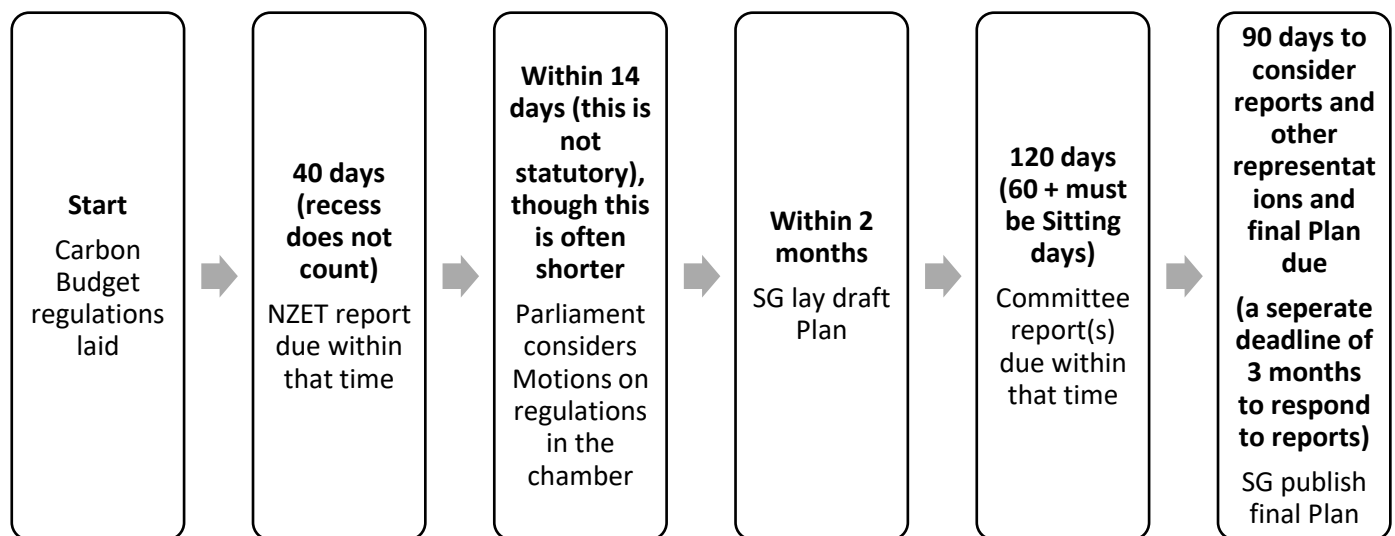 Start
Carbon
Budget
regulations
laid
40 days
(recess
does not
count)
NZET report
due within
that time
Within 14
days (this is
not
statutory),
though this
is often
shorter
Parliament
considers
Motions on
regulations
in the
chamber
Within 2
months
SG lay draft
Plan
120 days
(60 + must
be Sitting
days)
Committee
report(s)
due within
that time
90 days to
consider
reports and
other
representat
ions and
final Plan
due
(a seperate
deadline of
3 months
to respond
to reports)
SG publish
final Plan